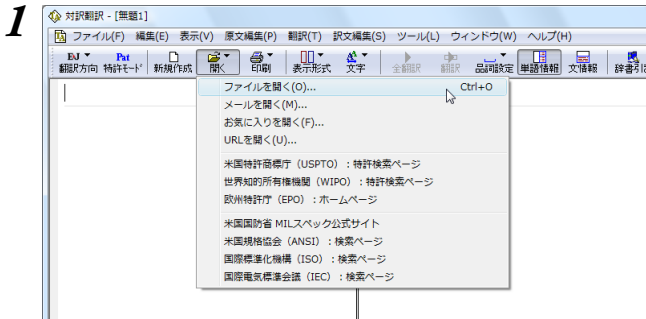 1
対訳翻訳 - [無題1]
ファイル(F) 編集(E) 表示(V) 原文編集(P) 翻訳(T) 訳文編集(S) ツール(L) ウィンドウ(W) ヘルプ(H)
EJ Pat
翻訳方向 特許モード 新規作成 開く 印刷 表示形式 文字 全翻訳 翻訳 品詞設定 単語情報 文情報 辞書引
ファイルを開く(O)... Ctrl+O
メールを開く(M)...
お気に入りを開く(F)...
URLを開く(U)...
米国特許商標庁（USPTO）：特許検索ページ
世界知的所有権機関（WIPO）：特許検索ページ
欧州特許庁（EPO）：ホームページ
米国国防省 MILスペック公式サイト
米国規格協会（ANSI）：検索ページ
国際標準化機構（ISO）：検索ページ
国際電気標準会議（IEC）：検索ページ